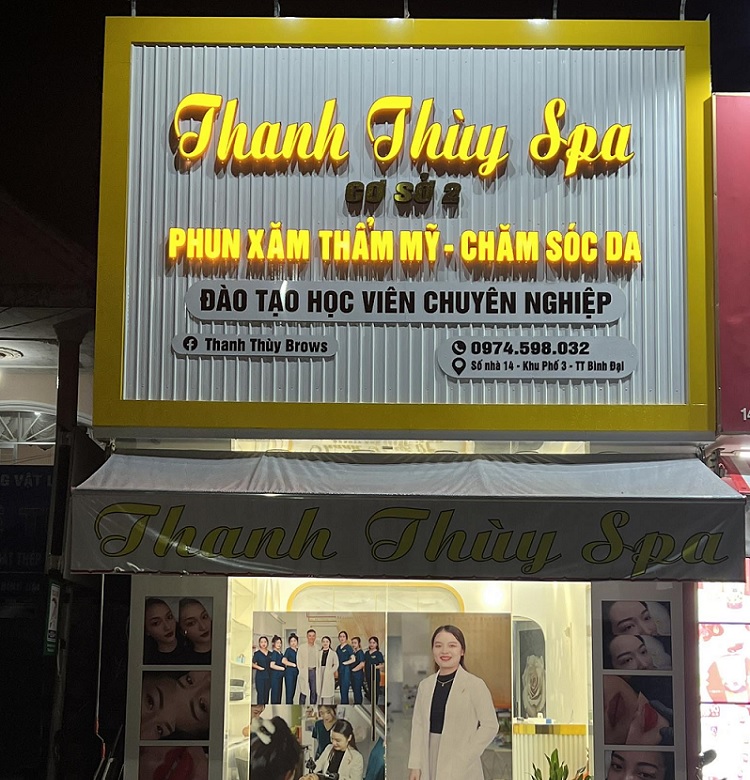 Thanh Thùy Spa
CƠ SỞ 2
PHUN XĂM THẨM MỸ - CHĂM SÓC DA
ĐÀO TẠO HỌC VIÊN CHUYÊN NGHIỆP
Thanh Thùy Brows
0974.598.032
Số nhà 14 - Khu Phố 3 - TT Bình Đại
Thanh Thùy Spa